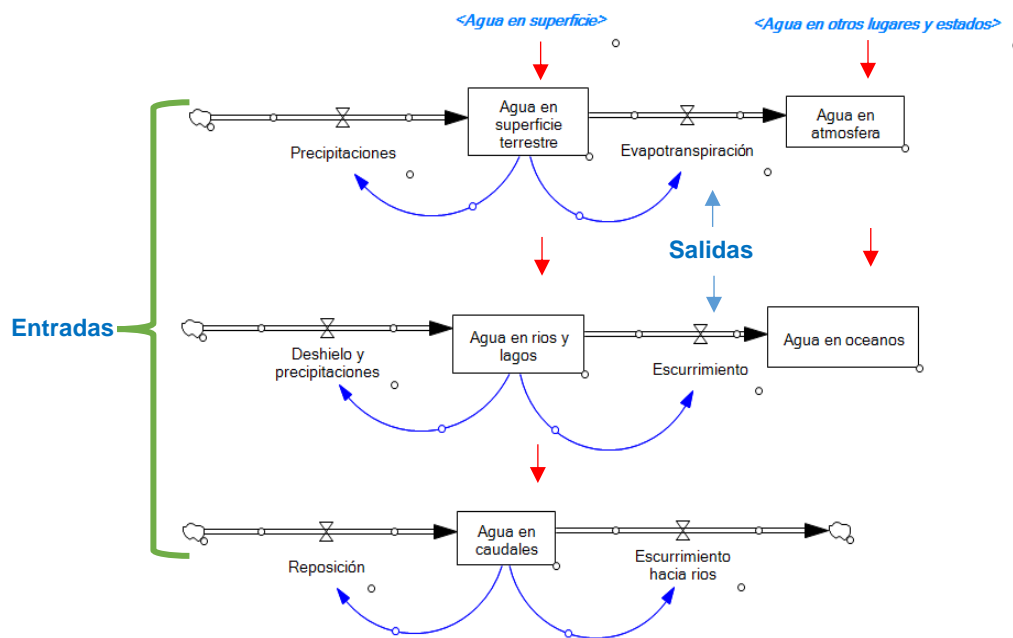 <Agua en superficie>
<Agua en otros lugares y estados>
Agua en
superficie
terrestre
Agua en
atmosfera
Precipitaciones
Evapotranspiración
Salidas
Entradas
Agua en rios y
lagos
Agua en oceanos
Deshielo y
precipitaciones
Escurrimiento
Agua en
caudales
Reposición
Escurrimiento
hacia rios